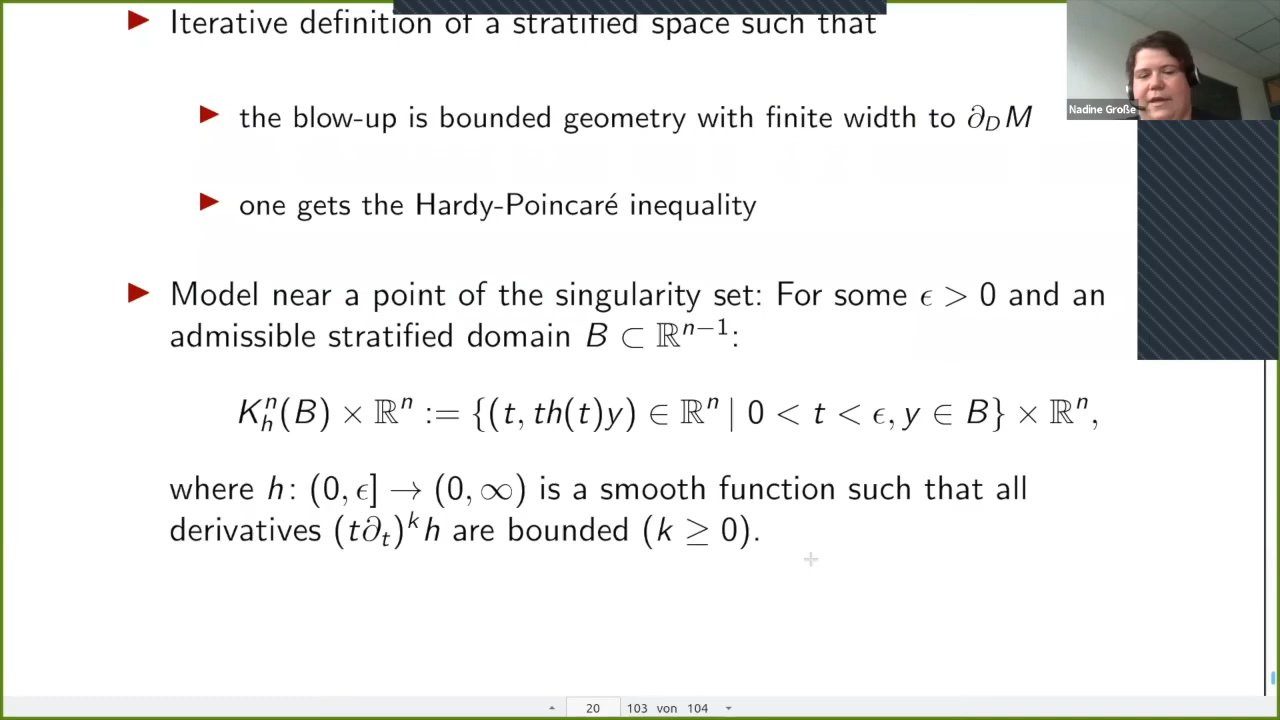 Iterative definition of a stratified space such that
the blow-up is bounded geometry with finite width to ∂_D M
one gets the Hardy-Poincaré inequality
Model near a point of the singularity set: For some ϵ > 0 and an
admissible stratified domain B ⊂ ℝ^{n−1}:
K_h^n(B) × ℝ^n := {(t, th(t)y) ∈ ℝ^n | 0 < t < ϵ, y ∈ B} × ℝ^n,
where h: (0, ϵ] → (0, ∞) is a smooth function such that all
derivatives (t∂_t)^k h are bounded (k ≥ 0).
Nadine Große
20 103 von 104